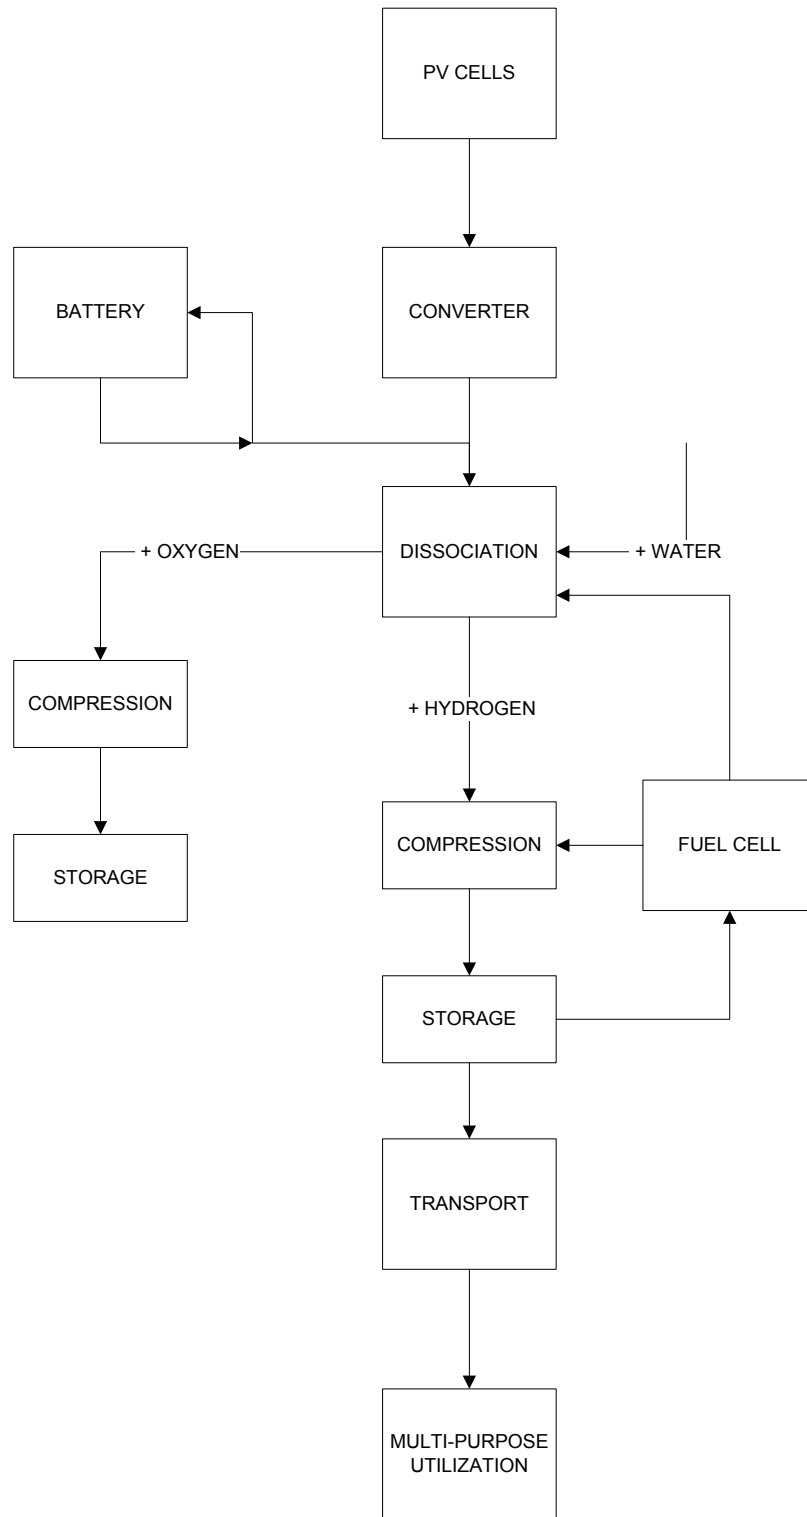 PV CELLS
BATTERY
CONVERTER
+ OXYGEN
DISSOCIATION
+ WATER
COMPRESSION
+ HYDROGEN
STORAGE
COMPRESSION
FUEL CELL
STORAGE
TRANSPORT
MULTI-PURPOSE
UTILIZATION